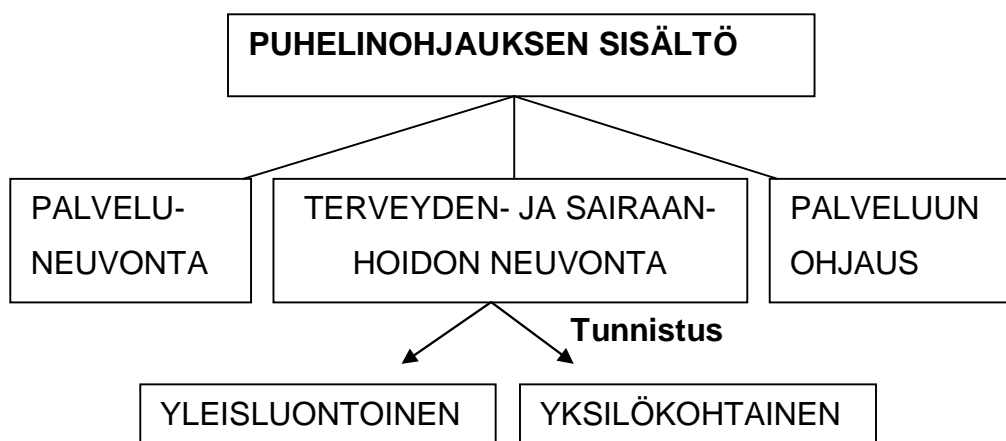 PUHELINOHJAUKSEN SISÄLTÖ
PALVELU-
NEUVONTA
TERVEYDEN- JA SAIRAAN-
HOIDON NEUVONTA
PALVELUUN
OHJAUS
Tunnistus
YLEISLUONTOINEN
YKSILÖKOHTAINEN